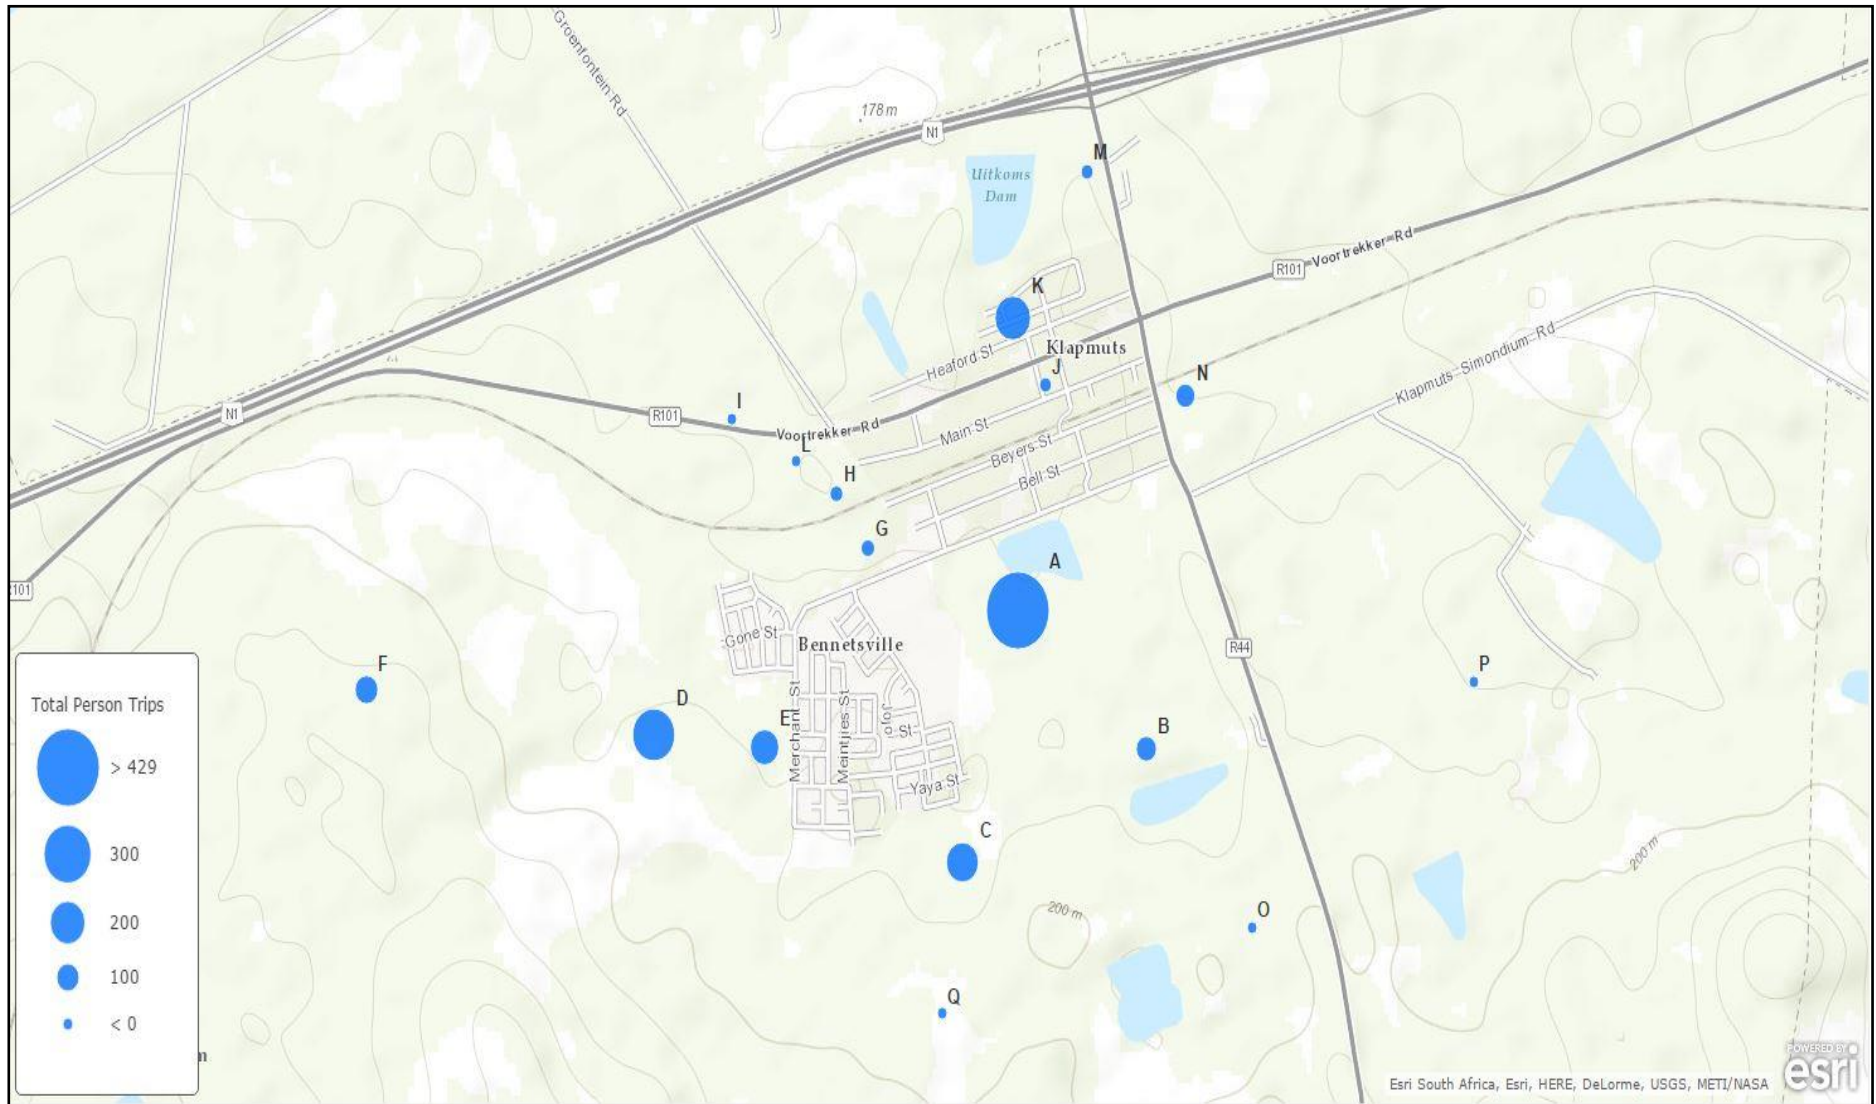 Groenfontein Rd
178 m
N1
M
Uitkoms
Dam
Voortrekker Rd
R101
K
Klapmuts
Heaford St
J
N
Klapmuts-Simondium Rd
I
R101
N1
Voortrekker Rd
Main St
L
Beyers St
H
Bell St
G
A
Gone St
Bennetsville
R44
F
P
D
E
B
Merchant St
Meintjies St
Jojo St
Yaya St
C
200 m
200 m
O
Q
Total Person Trips
> 429
300
200
100
< 0
POWERED BY
esri
Esri South Africa, Esri, HERE, DeLorme, USGS, METI/NASA